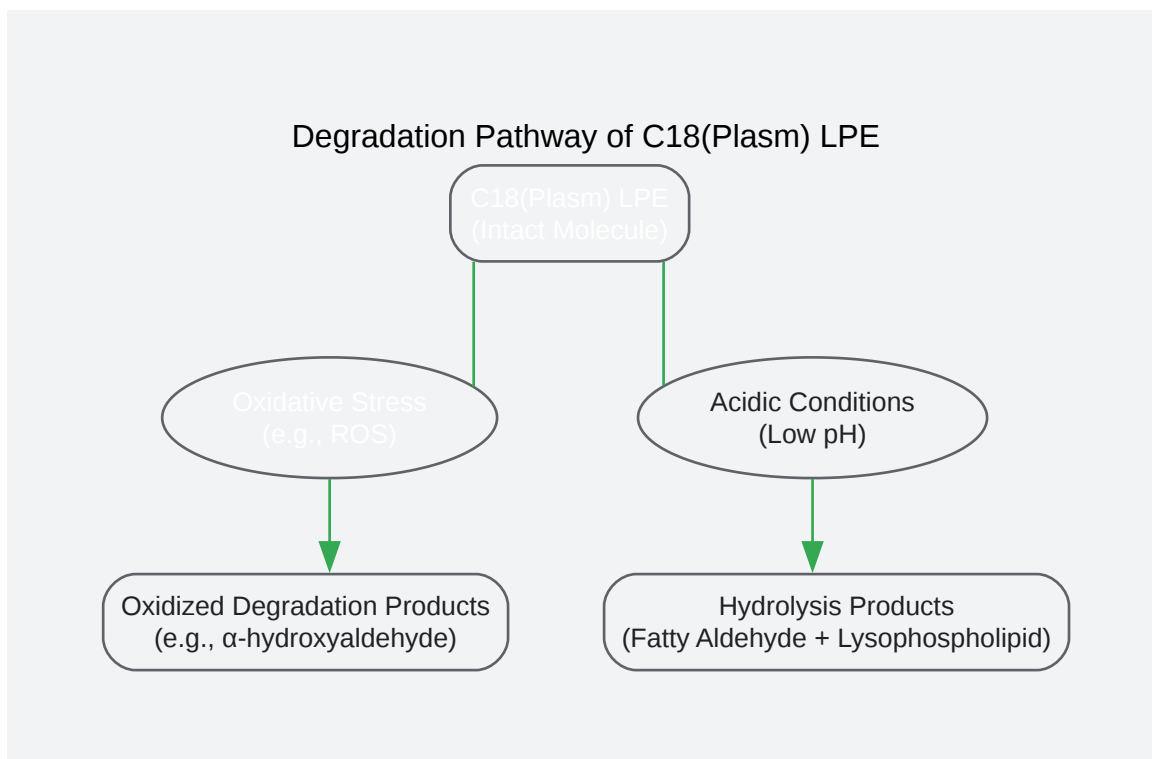 Degradation Pathway of C18(Plasm) LPE
C18(Plasm) LPE
(Intact Molecule)
Oxidative Stress
(e.g., ROS)
Acidic Conditions
(Low pH)
Oxidized Degradation Products
(e.g., α-hydroxyaldehyde)
Hydrolysis Products
(Fatty Aldehyde + Lysophospholipid)